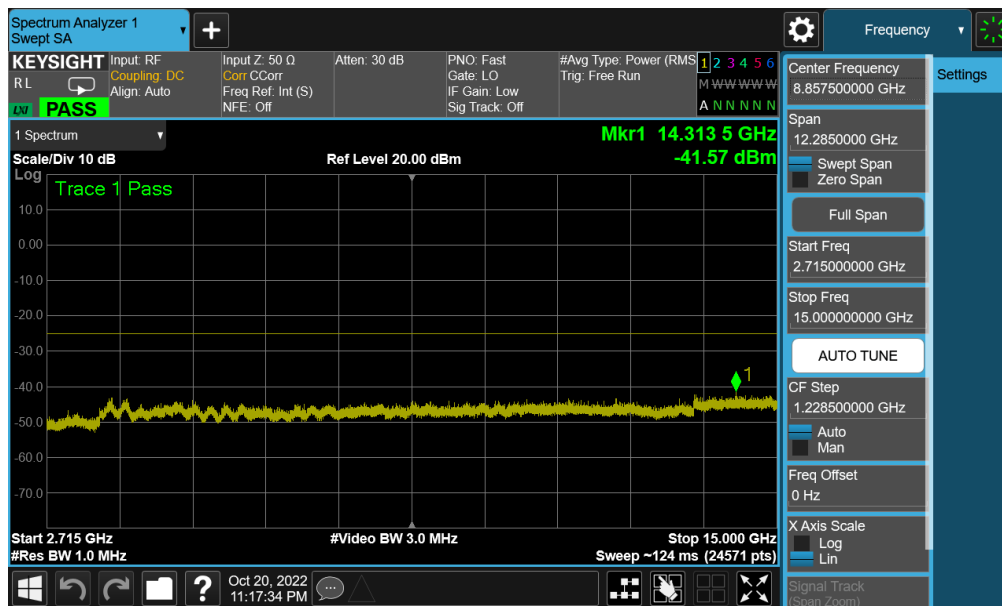 Spectrum Analyzer 1
Swept SA
+
Frequency
KEYSIGHT
RL
LXI
PASS
Input: RF
Coupling: DC
Align: Auto
Input Z: 50 Ω
Corr CCorr
Freq Ref: Int (S)
NFE: Off
Atten: 30 dB
PNO: Fast
Gate: LO
IF Gain: Low
Sig Track: Off
#Avg Type: Power (RMS
Trig: Free Run
1 2 3 4 5 6
M W W W W W
A N N N N N
1 Spectrum
Scale/Div 10 dB
Log
Ref Level 20.00 dBm
Mkr1 14.313 5 GHz
-41.57 dBm
Trace 1 Pass
10.0
0.00
-10.0
-20.0
-30.0
-40.0
-50.0
-60.0
-70.0
1
Start 2.715 GHz
#Res BW 1.0 MHz
#Video BW 3.0 MHz
Stop 15.000 GHz
Sweep ~124 ms (24571 pts)
Center Frequency
8.857500000 GHz
Span
12.2850000 GHz
Swept Span
Zero Span
Full Span
Start Freq
2.715000000 GHz
Stop Freq
15.000000000 GHz
AUTO TUNE
CF Step
1.228500000 GHz
Auto
Man
Freq Offset
0 Hz
X Axis Scale
Log
Lin
Signal Track
(Span Zoom)
Settings
?
Oct 20, 2022
11:17:34 PM